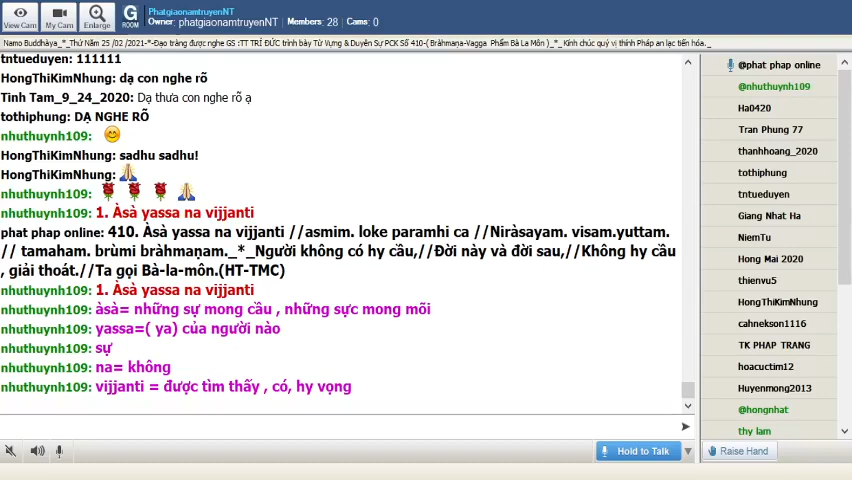 View Cam
My Cam
Enlarge
G
ROOM
PhatgiaonamtruyenNT
Owner: phatgiaonamtruyenNT | Members: 28 | Cams: 0
Namo Buddhàya_*_Thứ Năm 25 /02 /2021-*-Đạo tràng được nghe GS :TT TRÍ ĐỨC trình bày Từ Vựng & Duyên Sự PCK Số 410-( Bràhmaṇa-Vagga Phẩm Bà La Môn )_*_ Kính chúc quý vị thính Pháp an lạc tiến hóa._
tntueduyen: 111111
HongThiKimNhung: dạ con nghe rõ
Tinh Tam_9_24_2020: Dạ thưa con nghe rõ ạ
tothiphung: DẠ NGHE RÕ
nhuthuynh109:
HongThiKimNhung: sadhu sadhu!
HongThiKimNhung:
nhuthuynh109:
nhuthuynh109: 1. Àsà yassa na vijjanti
phat phap online: 410. Àsà yassa na vijjanti //asmim. loke paramhi ca //Niràsayam. visam.yuttam.
// tamaham. brùmi bràhmaṇam._*_Người không có hy cầu,//Đời này và đời sau,//Không hy cầu
, giải thoát.//Ta gọi Bà-la-môn.(HT-TMC)
nhuthuynh109: 1. Àsà yassa na vijjanti
nhuthuynh109: àsà= những sự mong cầu , những sực mong mõi
nhuthuynh109: yassa=( ya) của người nào
nhuthuynh109: sự
nhuthuynh109: na= không
nhuthuynh109: vijjanti = được tìm thấy , có, hy vọng
Hold to Talk
@phat phap online
@nhuthuynh109
Ha0420
Tran Phung 77
thanhhoang_2020
tothiphung
tntueduyen
Giang Nhat Ha
NiemTu
Hong Mai 2020
thienvu5
HongThiKimNhung
cahnekson1116
TK PHAP TRANG
hoacuctim12
Huyenmong2013
@hongnhat
thy lam
Raise Hand